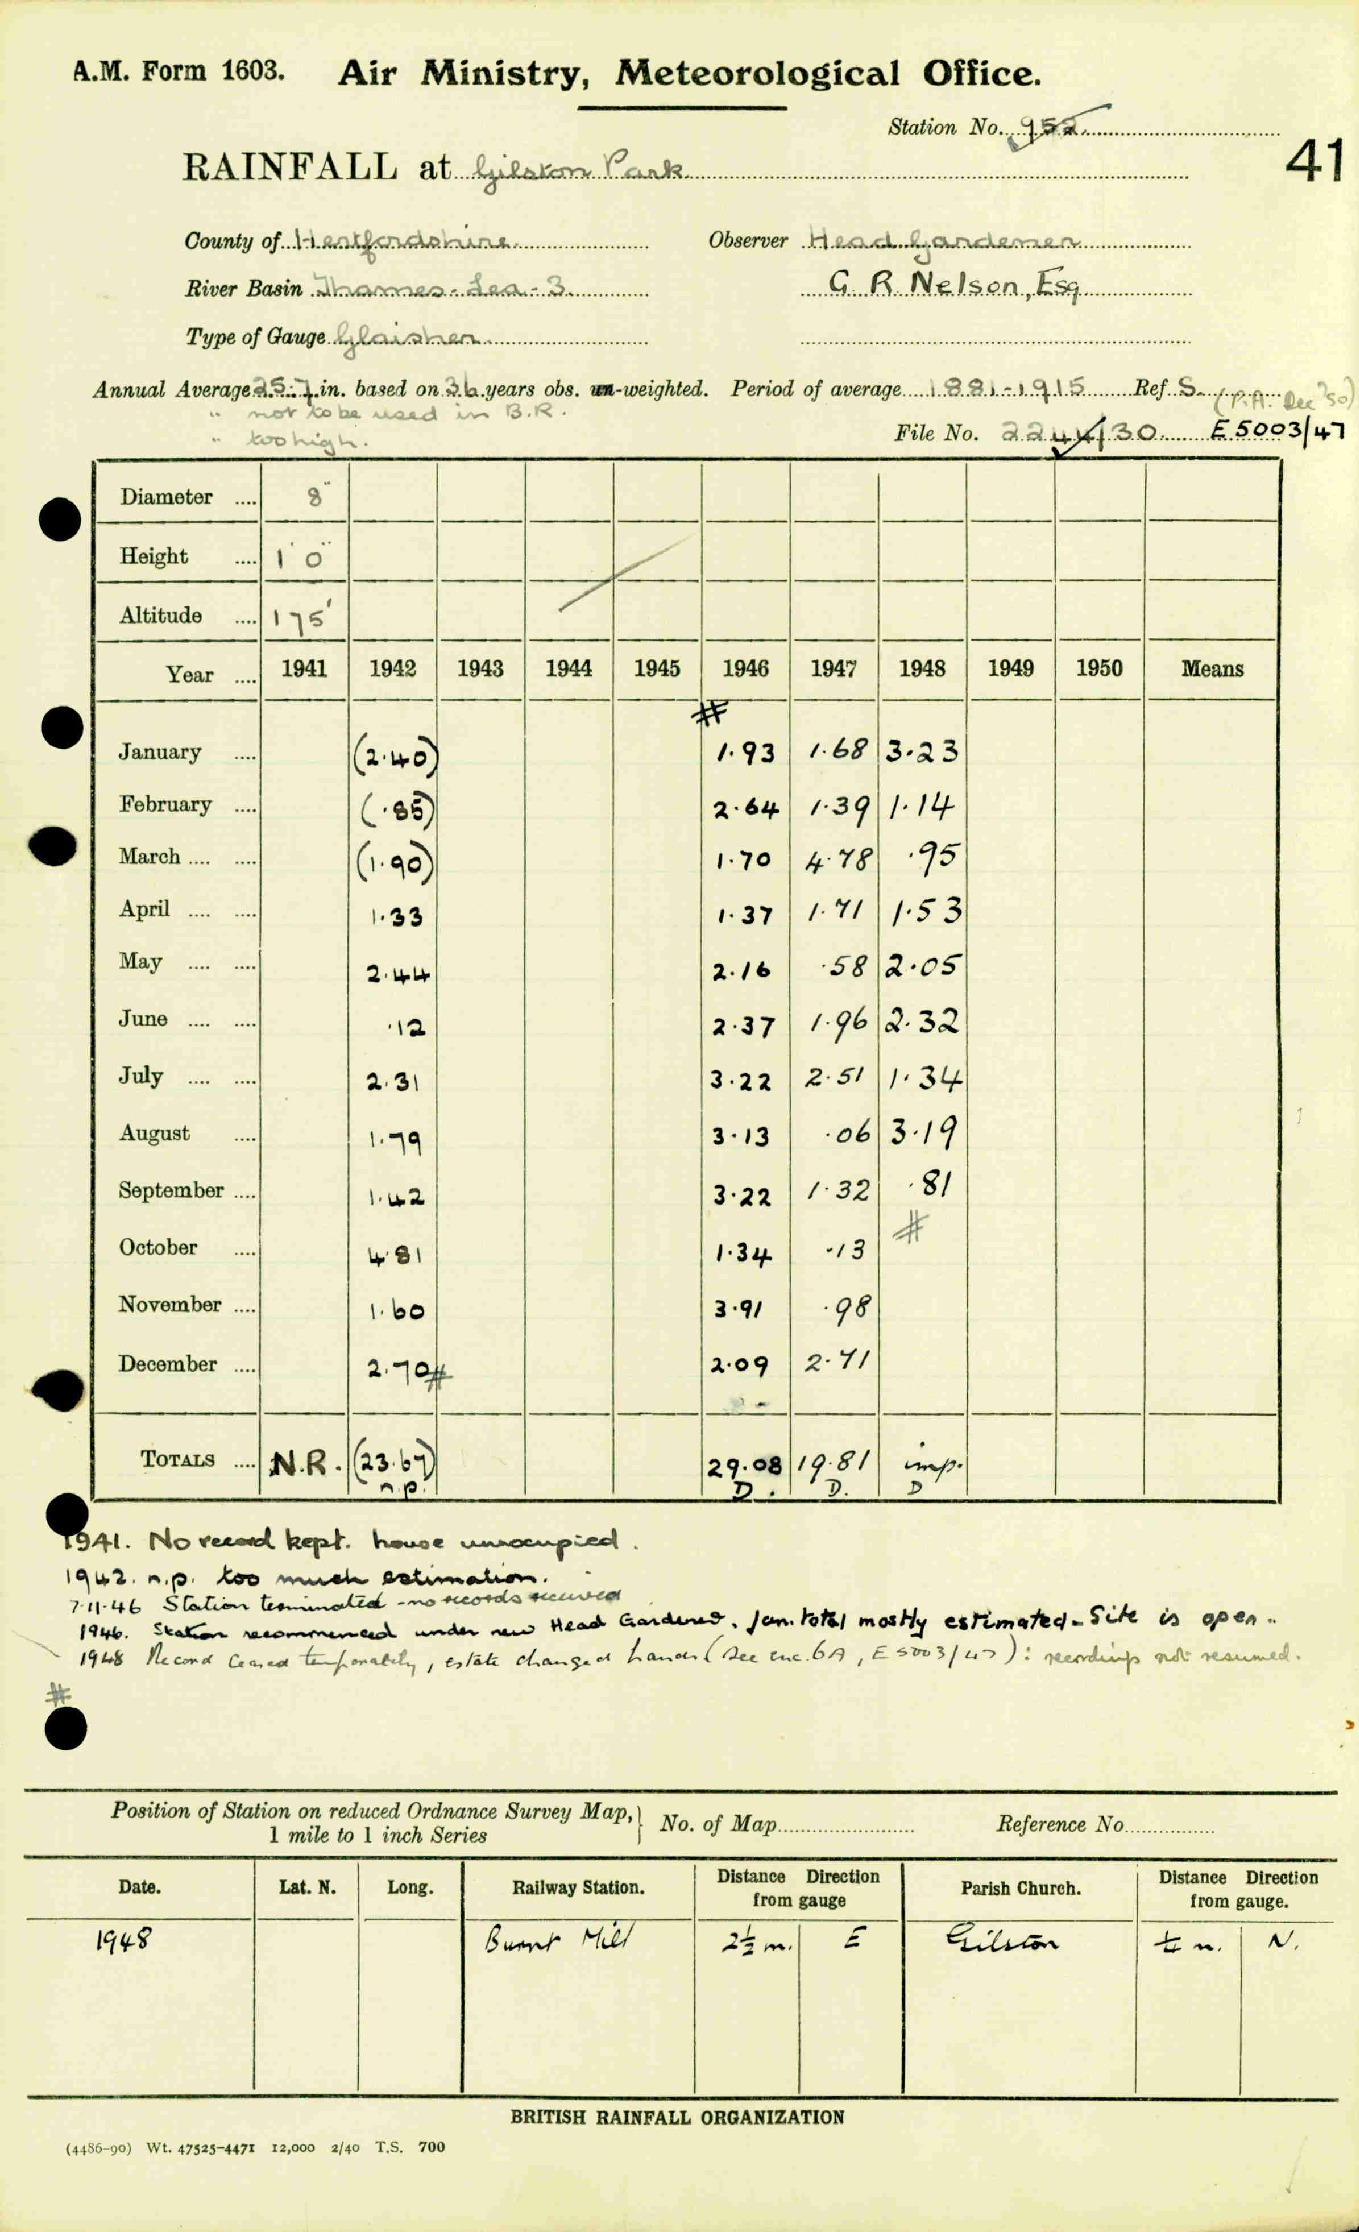 A.M. Form 1603. Air Ministry, Meteorological Office.
Station No. 952
41
RAINFALL at Gilston Park
County of Hertfordshire Observer Head Gardener
River Basin Thames - Lea - 3 G R Nelson, Esq
Type of Gauge Glaisher
Annual Average 25.7 in. based on 36 years obs. un-weighted. Period of average 1881-1915 Ref S. (P.A. Dec '50)
" not to be used in B.R.
" too high.
File No. 2244/30 E5003/47
Diameter .... 8"
Height .... 1' 0"
Altitude .... 175'
Year .... 1941 1942 1943 1944 1945 1946 1947 1948 1949 1950 Means
#
January .... (2.40) 1.93 1.68 3.23
February .... (.85) 2.64 1.39 1.14
March .... .... (1.90) 1.70 4.78 .95
April .... .... 1.33 1.37 1.71 1.53
May .... .... 2.44 2.16 .58 2.05
June .... .... .12 2.37 1.96 2.32
July .... .... 2.31 3.22 2.51 1.34
August .... 1.79 3.13 .06 3.19
September .... 1.42 3.22 1.32 .81
October .... 4.81 1.34 .13 #
November .... 1.60 3.91 .98
December .... 2.70# 2.09 2.71
TOTALS .... N.R. (23.67) 29.08 19.81 imp.
n.p. D. D. D
1941. No record kept. house unoccupied.
1942. n.p. too much estimation.
7-11-46 Station terminated - no records received
1946. Station recommenced under new Head Gardener. Jan. total mostly estimated - Site is open.
1948 Record ceased temporarily, estate changed hands (see enc. 6A, E5003/47): recordings not resumed.
#
Position of Station on reduced Ordnance Survey Map, } No. of Map Reference No.
1 mile to 1 inch Series
Date. Lat. N. Long. Railway Station. Distance Direction from gauge Parish Church. Distance Direction from gauge.
1948 Burnt Mill 2½ m. E Gilston ¼ m. N.
BRITISH RAINFALL ORGANIZATION
(4486-90) Wt. 47525-4471 12,000 2/40 T.S. 700